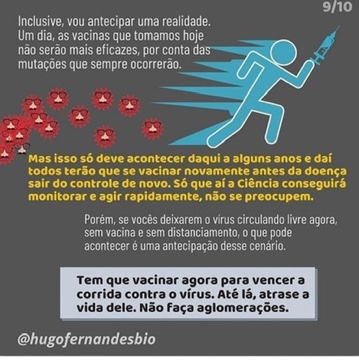 9/10
Inclusive, vou antecipar uma realidade.
Um dia, as vacinas que tomamos hoje
não serão mais eficazes, por conta das
mutações que sempre ocorrerão.
Mas isso só deve acontecer daqui a alguns anos e daí
todos terão que se vacinar novamente antes da doença
sair do controle de novo. Só que aí a Ciência conseguirá
monitorar e agir rapidamente, não se preocupem.
Porém, se vocês deixarem o vírus circulando livre agora,
sem vacina e sem distanciamento, o que pode
acontecer é uma antecipação desse cenário.
Tem que vacinar agora para vencer a
corrida contra o vírus. Até lá, atrase a
vida dele. Não faça aglomerações.
@hugofernandesbio